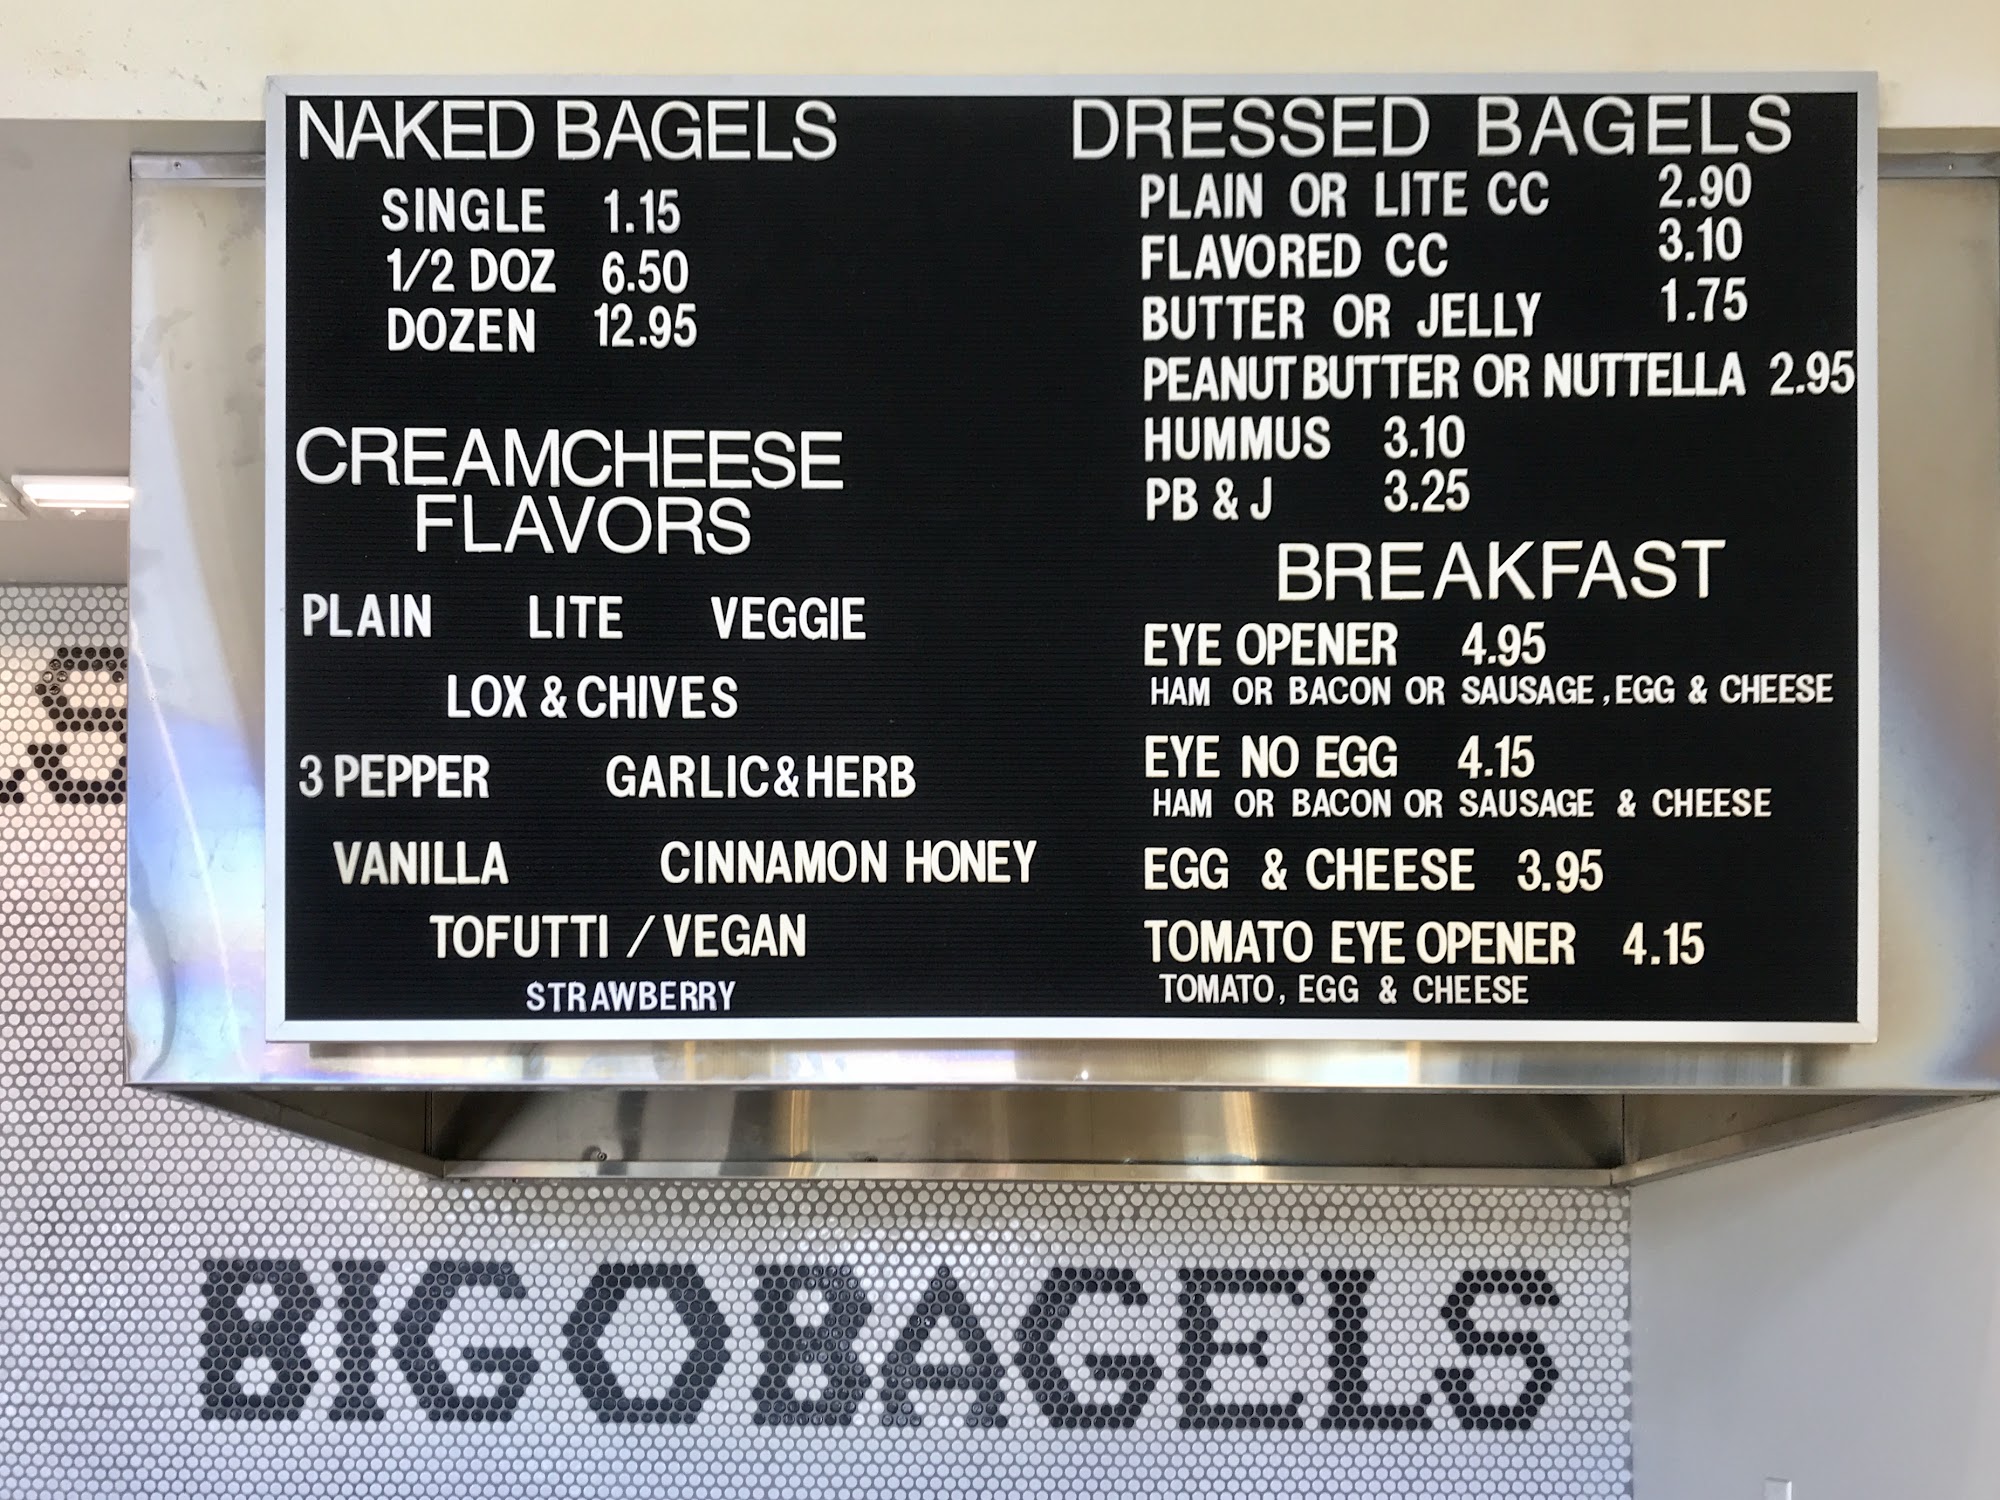 NAKED BAGELS
SINGLE 1.15
1/2 DOZ 6.50
DOZEN 12.95
CREAMCHEESE
FLAVORS
PLAIN LITE VEGGIE
LOX & CHIVES
3 PEPPER GARLIC&HERB
VANILLA CINNAMON HONEY
TOFUTTI / VEGAN
STRAWBERRY
DRESSED BAGELS
PLAIN OR LITE CC 2.90
FLAVORED CC 3.10
BUTTER OR JELLY 1.75
PEANUT BUTTER OR NUTTELLA 2.95
HUMMUS 3.10
PB & J 3.25
BREAKFAST
EYE OPENER 4.95
HAM OR BACON OR SAUSAGE, EGG & CHEESE
EYE NO EGG 4.15
HAM OR BACON OR SAUSAGE & CHEESE
EGG & CHEESE 3.95
TOMATO EYE OPENER 4.15
TOMATO, EGG & CHEESE
BIG O BAGELS